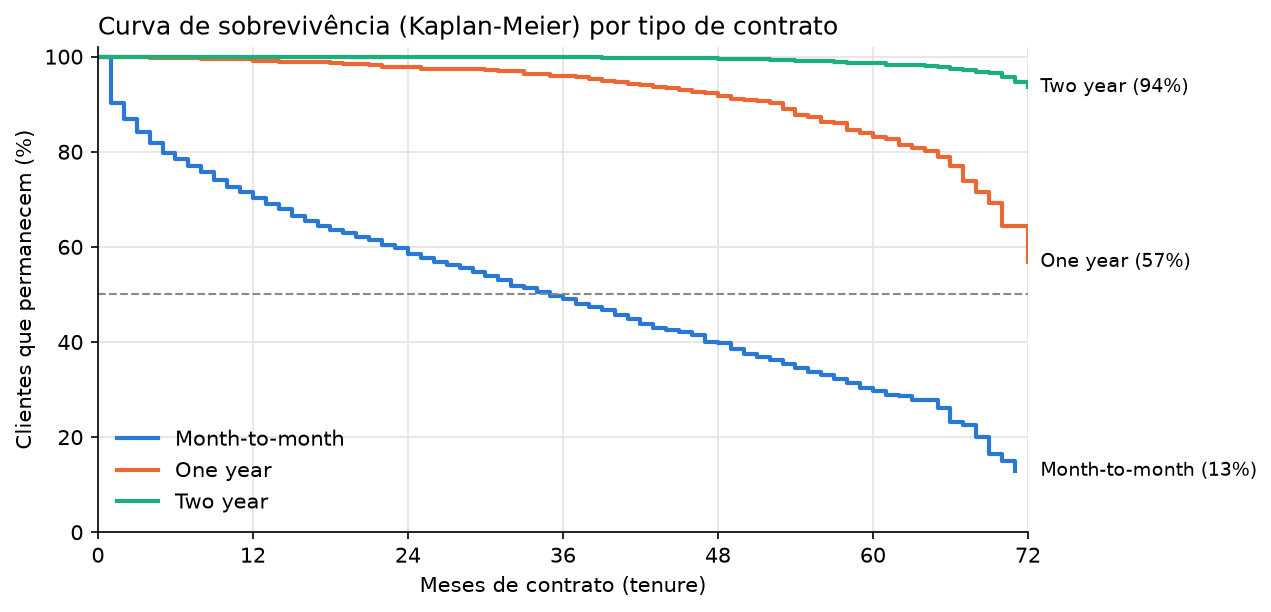 Curva de sobrevivência (Kaplan-Meier) por tipo de contrato
Clientes que permanecem (%)
100
80
60
40
20
0
Two year (94%)
One year (57%)
Month-to-month (13%)
Month-to-month
One year
Two year
0 12 24 36 48 60 72
Meses de contrato (tenure)